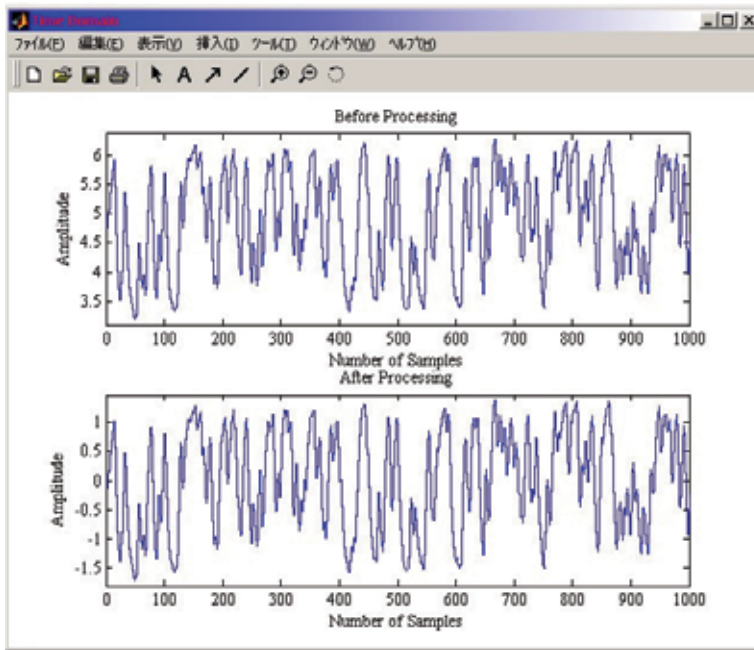 Time Domain
ファイル(F) 編集(E) 表示(V) 挿入(I) ツール(T) ウィンドウ(W) ヘルプ(H)
A
Before Processing
Amplitude
6
5.5
5
4.5
4
3.5
0 100 200 300 400 500 600 700 800 900 1000
Number of Samples
After Processing
Amplitude
1
0.5
0
-0.5
-1
-1.5
0 100 200 300 400 500 600 700 800 900 1000
Number of Samples